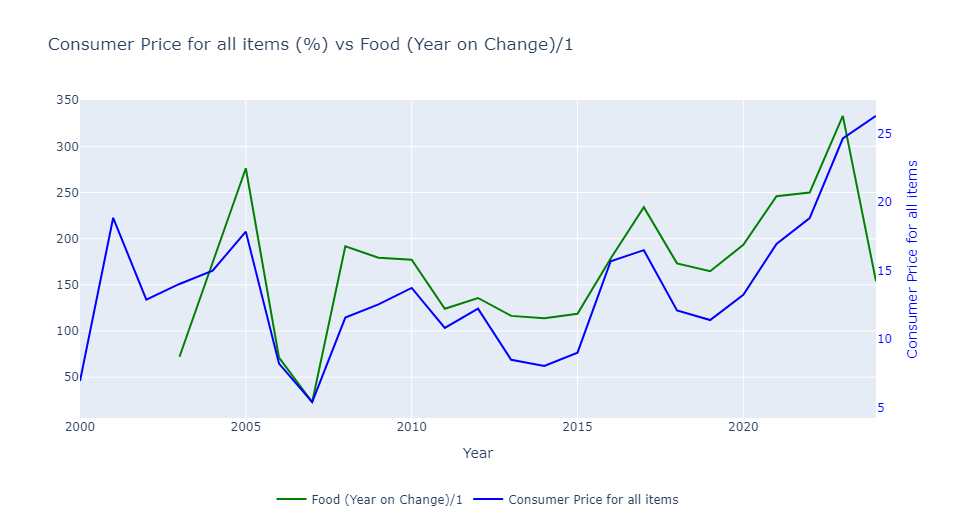 Consumer Price for all items (%) vs Food (Year on Change)/1
350
300
250
200
150
100
50
25
20
15
10
5
Consumer Price for all items
2000 2005 2010 2015 2020
Year
Food (Year on Change)/1 Consumer Price for all items